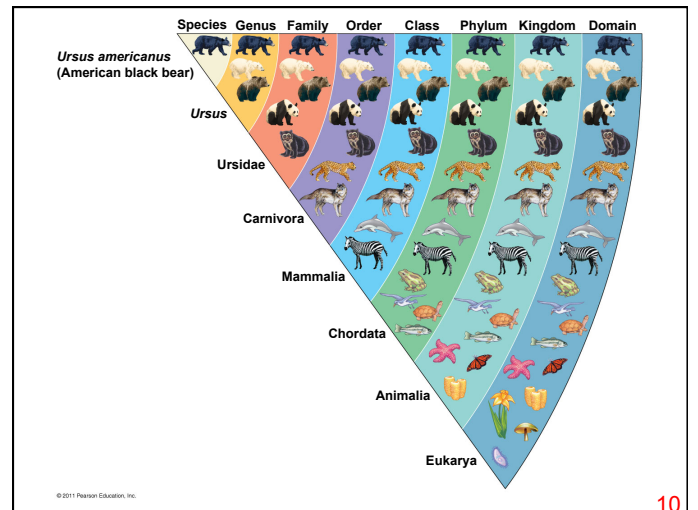 Species Genus Family Order Class Phylum Kingdom Domain
Ursus americanus
(American black bear)
Ursus
Ursidae
Carnivora
Mammalia
Chordata
Animalia
Eukarya
© 2011 Pearson Education, Inc.
10